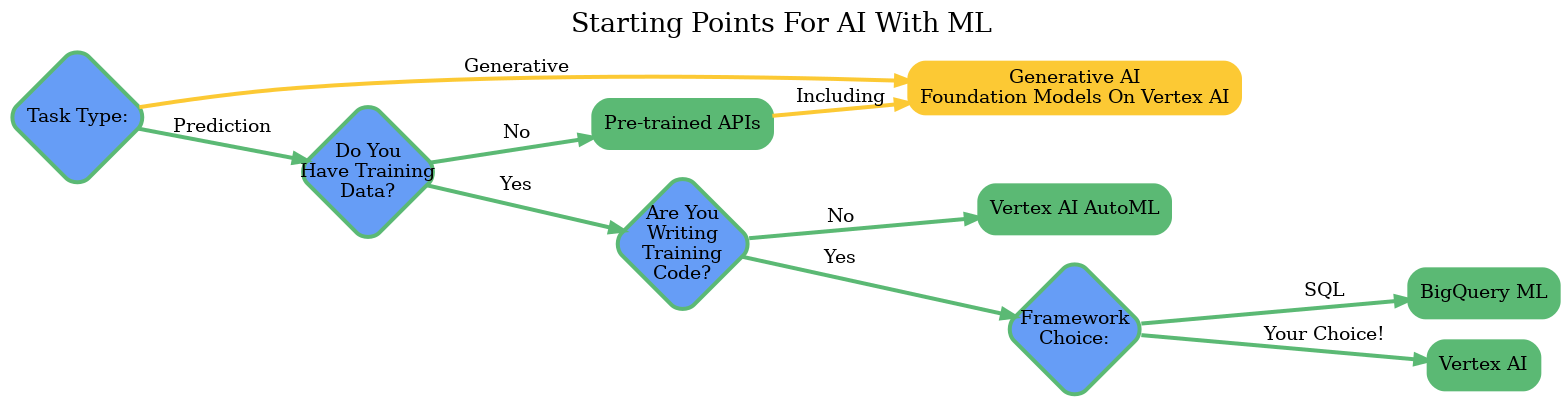 Starting Points For AI With ML
Task Type:
Generative
Prediction
Do You
Have Training
Data?
No
Yes
Pre-trained APIs
Including
Generative AI
Foundation Models On Vertex AI
Are You
Writing
Training
Code?
No
Yes
Vertex AI AutoML
Framework
Choice:
SQL
Your Choice!
BigQuery ML
Vertex AI